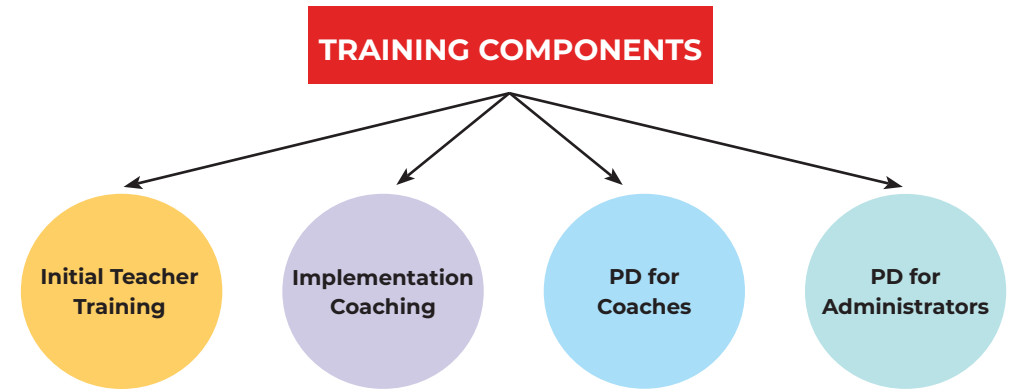 TRAINING COMPONENTS
Initial Teacher
Training
Implementation
Coaching
PD for
Coaches
PD for
Administrators